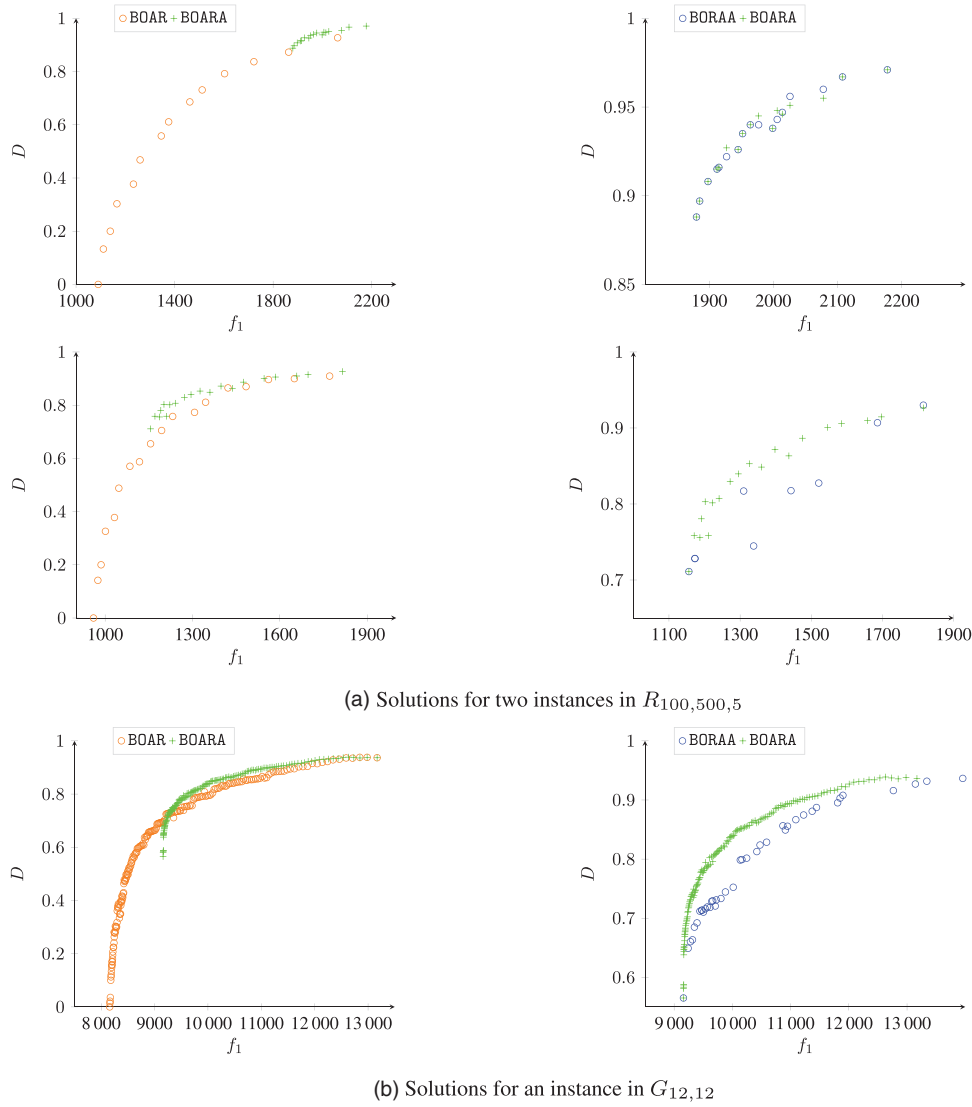 BOAR BOARA
1
0.8
0.6
0.4
0.2
0
D
1000 1400 1800 2200
f1
BORAA BOARA
0.95
0.9
0.85
D
1900 2000 2100 2200
f1
1
0.8
0.6
0.4
0.2
0
D
1000 1300 1600 1900
f1
1
0.9
0.8
0.7
D
1100 1300 1500 1700 1900
f1
(a) Solutions for two instances in R100,500,5
BOAR BOARA
1
0.8
0.6
0.4
0.2
0
D
8 000 9 000 10 000 11 000 12 000 13 000
f1
BORAA BOARA
1
0.9
0.8
0.7
0.6
D
9 000 10 000 11 000 12 000 13 000
f1
(b) Solutions for an instance in G12,12